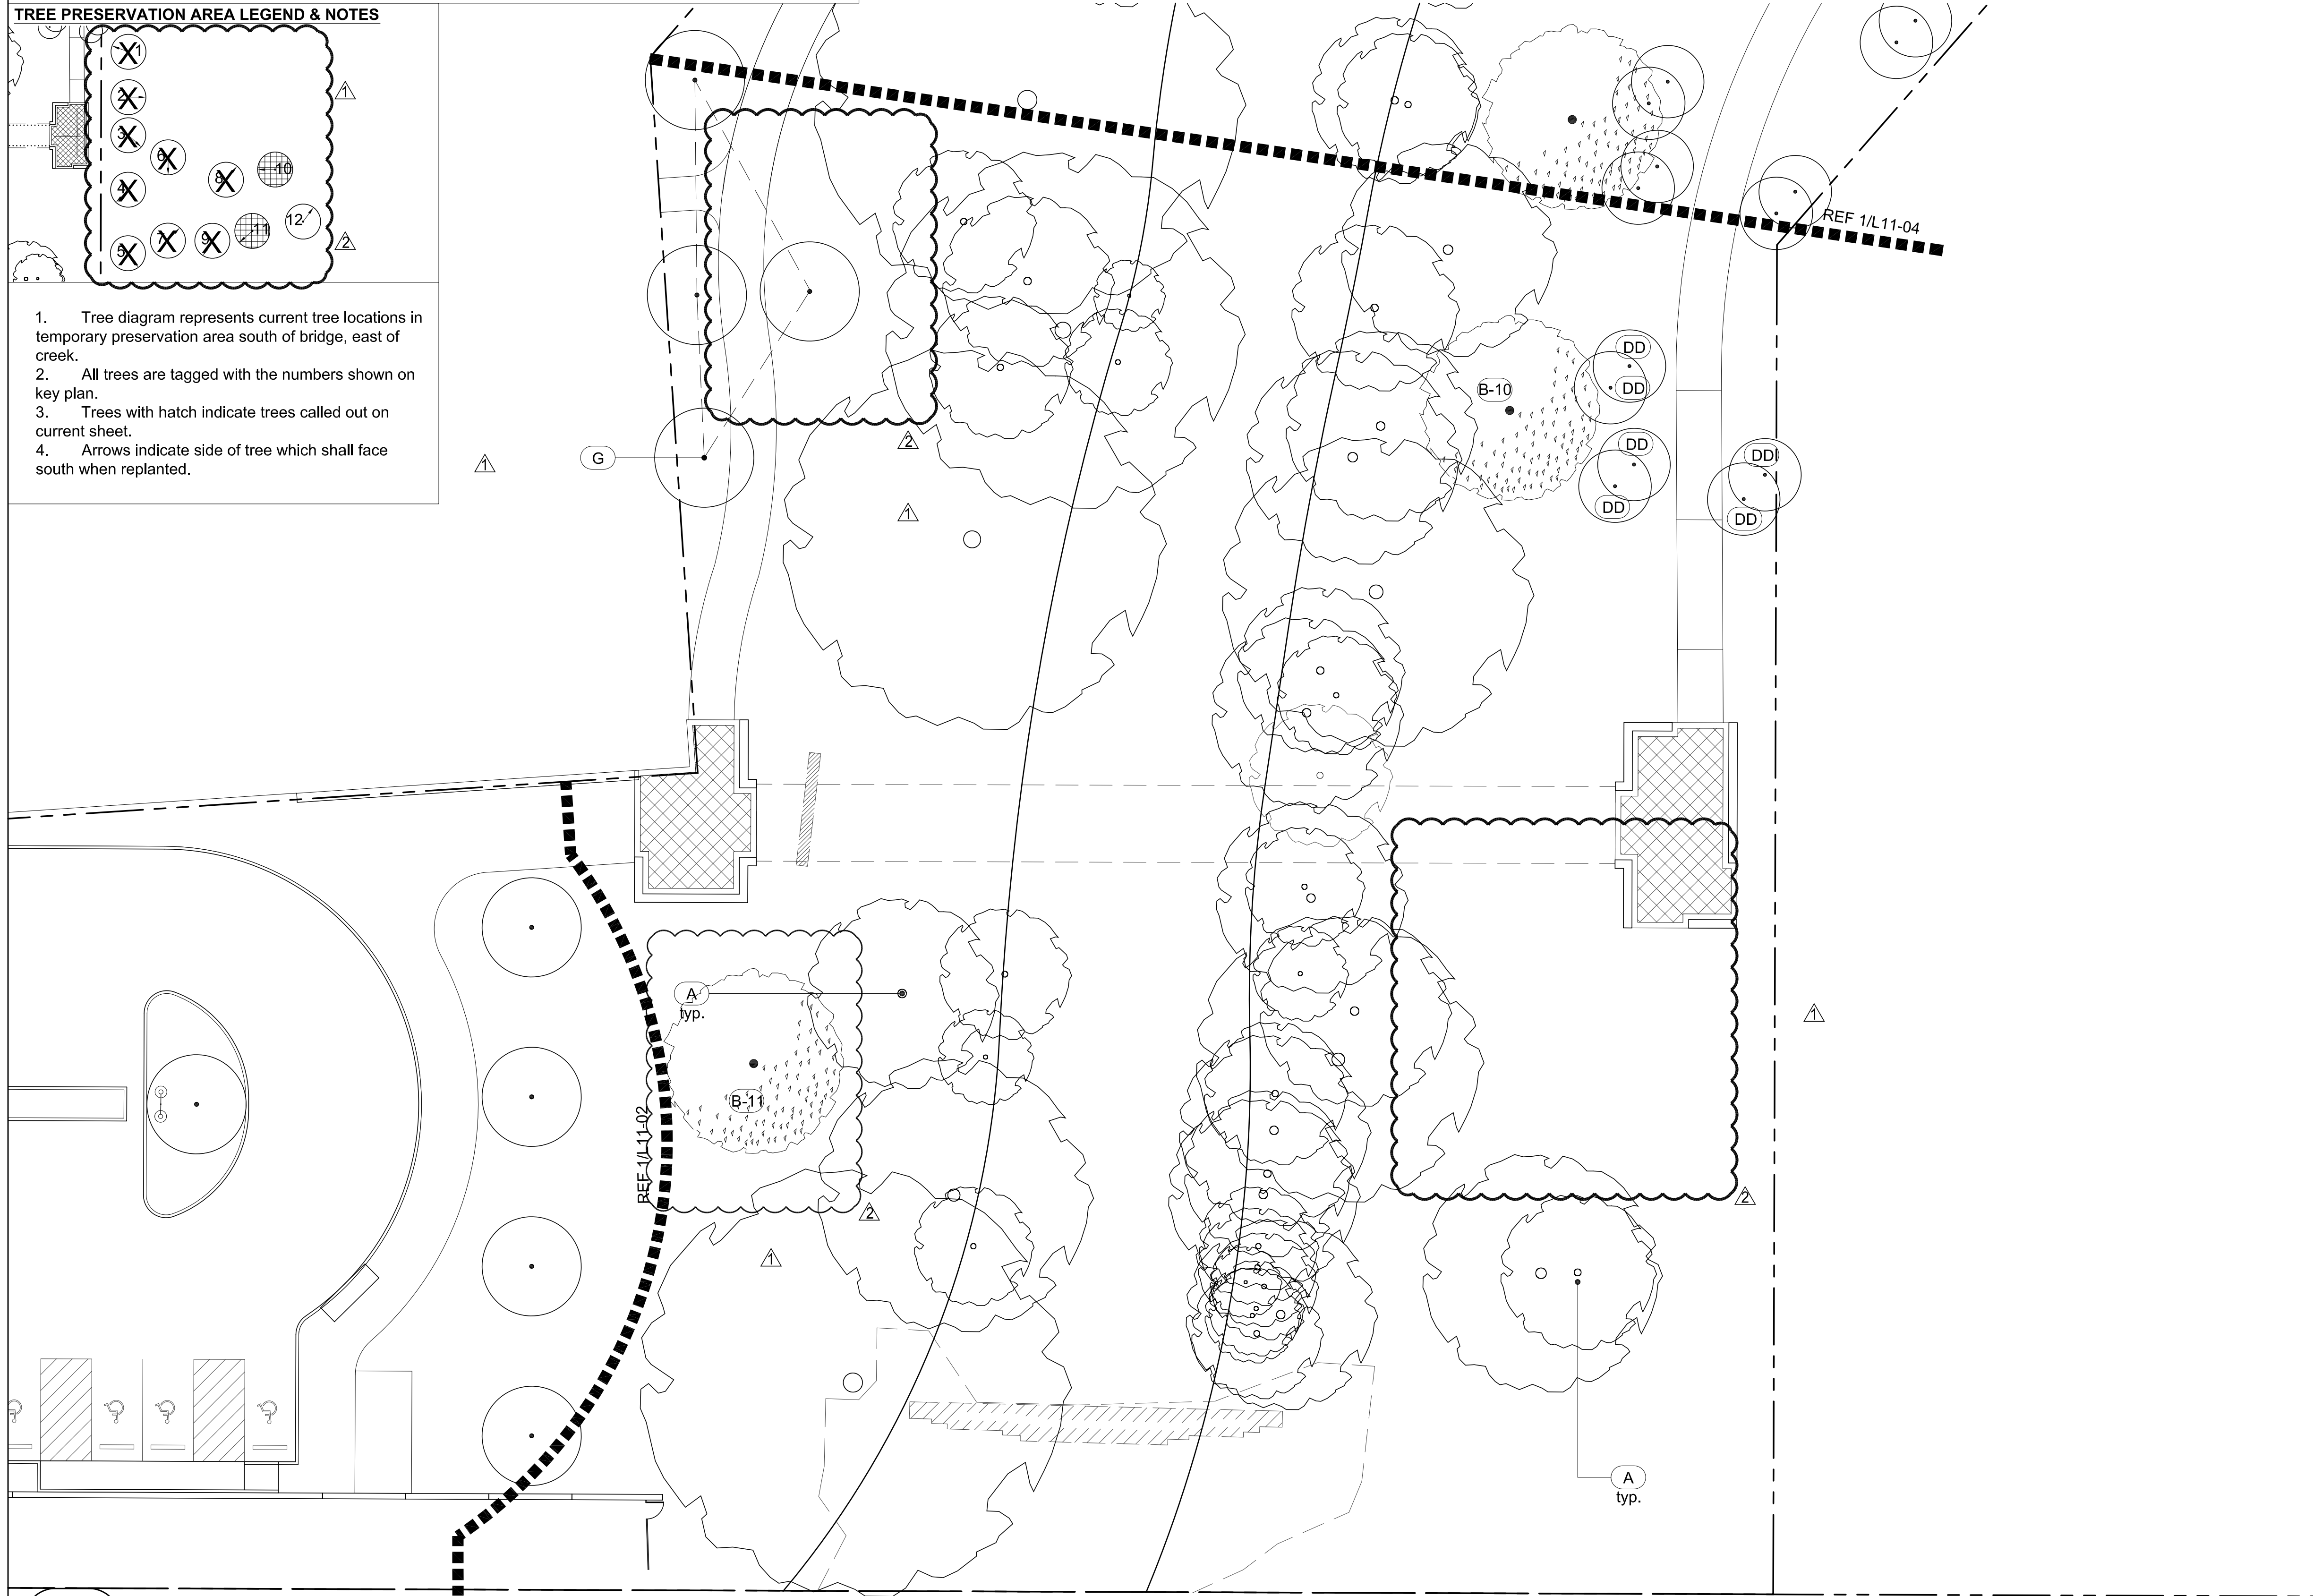 TREE PRESERVATION AREA LEGEND & NOTES
1
2
3
4
5
6
7
8
9
10
11
12
1
2
1. Tree diagram represents current tree locations in
temporary preservation area south of bridge, east of
creek.
2. All trees are tagged with the numbers shown on
key plan.
3. Trees with hatch indicate trees called out on
current sheet.
4. Arrows indicate side of tree which shall face
south when replanted.
REF 1/L11-04
DD
DD
B-10
DD
DD
DD
DD
G
1
2
1
A
typ.
B-11
REF 1/L11-02
2
1
1
2
A
typ.